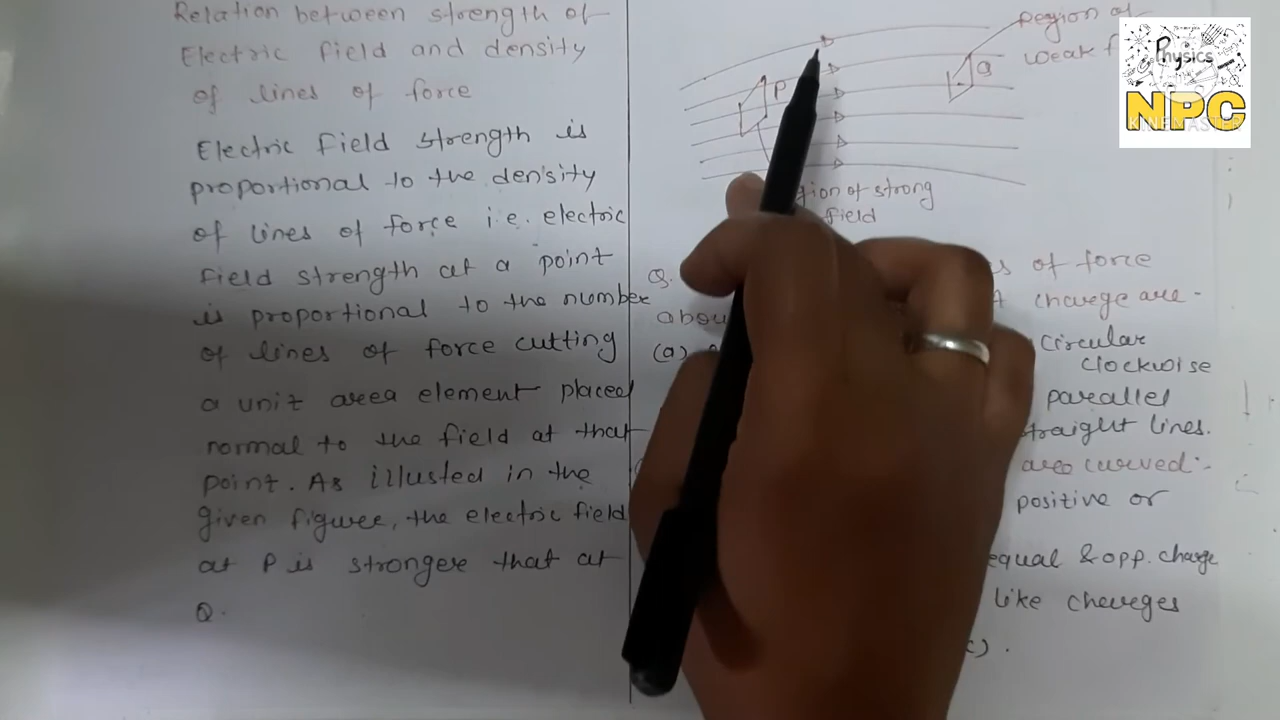 Relation between strength of
Electric field and density
of lines of force
Electric field strength is
proportional to the density
of lines of force i.e. electric
field strength at a point
is proportional to the number
of lines of force cutting
a unit area element placed
normal to the field at that
point. As illusted in the
given figure, the electric field
at P is stronger that at
Q.
P
Q
Region of
weak
of strong
field
Q.
of force
charge are -
(a)
circular
clockwise
parallel
straight lines.
are curved -
positive or
equal & opp. charge
like charges
Physics
NPC
KINEMASTER